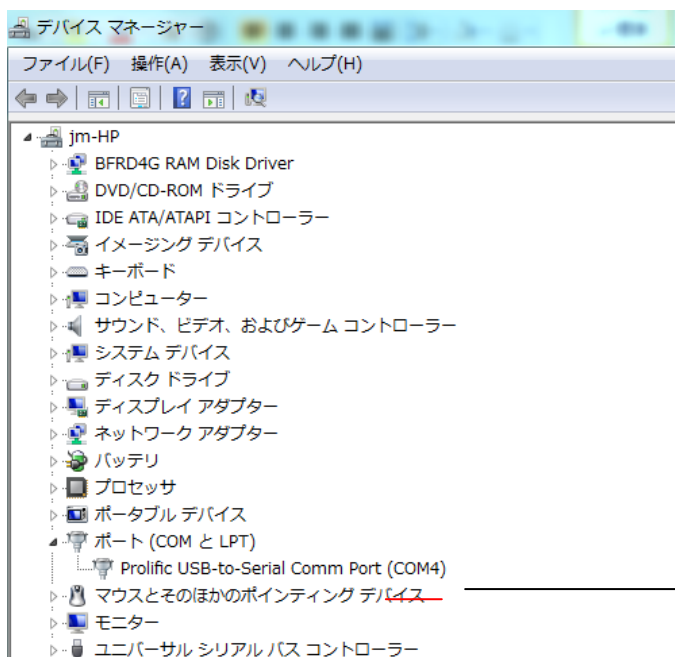 デバイス マネージャー
ファイル(F) 操作(A) 表示(V) ヘルプ(H)
jm-HP
BFRD4G RAM Disk Driver
DVD/CD-ROM ドライブ
IDE ATA/ATAPI コントローラー
イメージング デバイス
キーボード
コンピューター
サウンド、ビデオ、およびゲーム コントローラー
システム デバイス
ディスク ドライブ
ディスプレイ アダプター
ネットワーク アダプター
バッテリ
プロセッサ
ポータブル デバイス
ポート (COM と LPT)
Prolific USB-to-Serial Comm Port (COM4)
マウスとそのほかのポインティング デバイス
モニター
ユニバーサル シリアル バス コントローラー